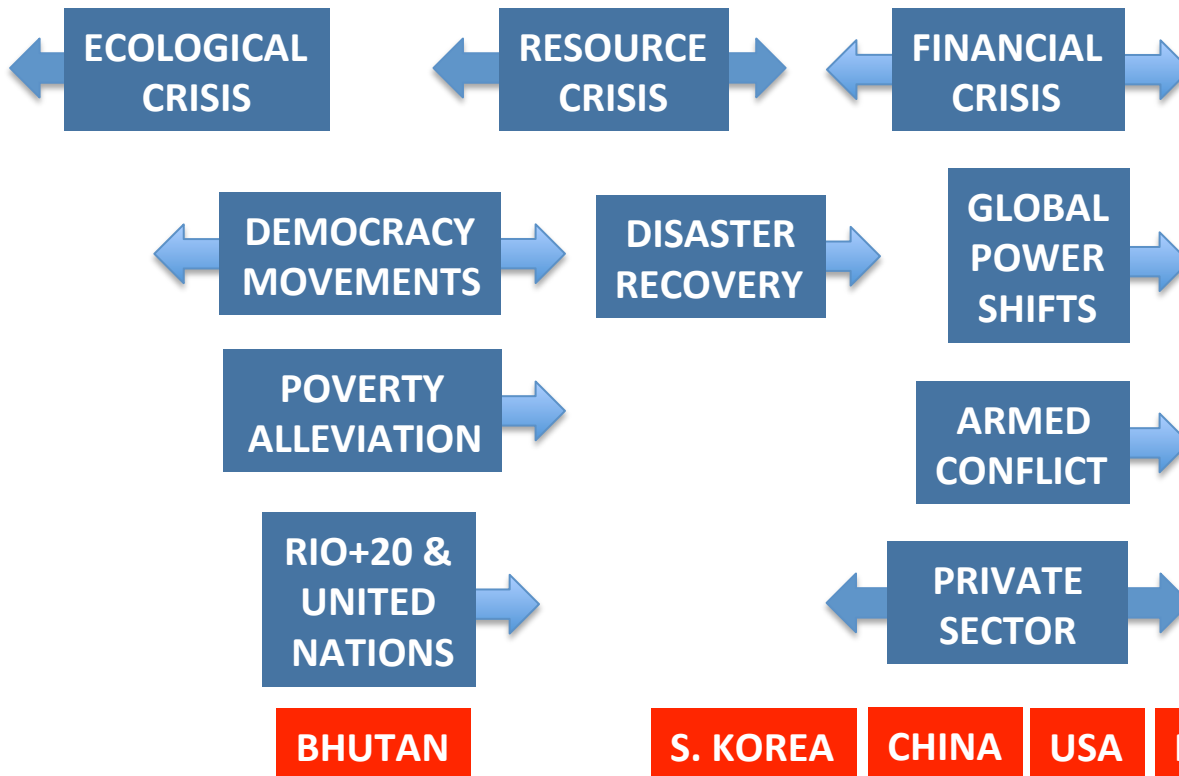 ECOLOGICAL
CRISIS
RESOURCE
CRISIS
FINANCIAL
CRISIS
DEMOCRACY
MOVEMENTS
DISASTER
RECOVERY
GLOBAL
POWER
SHIFTS
POVERTY
ALLEVIATION
ARMED
CONFLICT
RIO+20 &
UNITED
NATIONS
PRIVATE
SECTOR
BHUTAN
S. KOREA
CHINA
USA